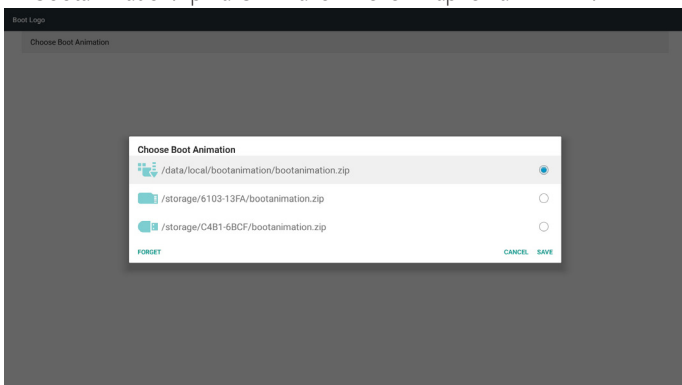 Boot Logo
Choose Boot Animation
Choose Boot Animation
/data/local/bootanimation/bootanimation.zip
/storage/6103-13FA/bootanimation.zip
/storage/C4B1-6BCF/bootanimation.zip
FORGET CANCEL SAVE